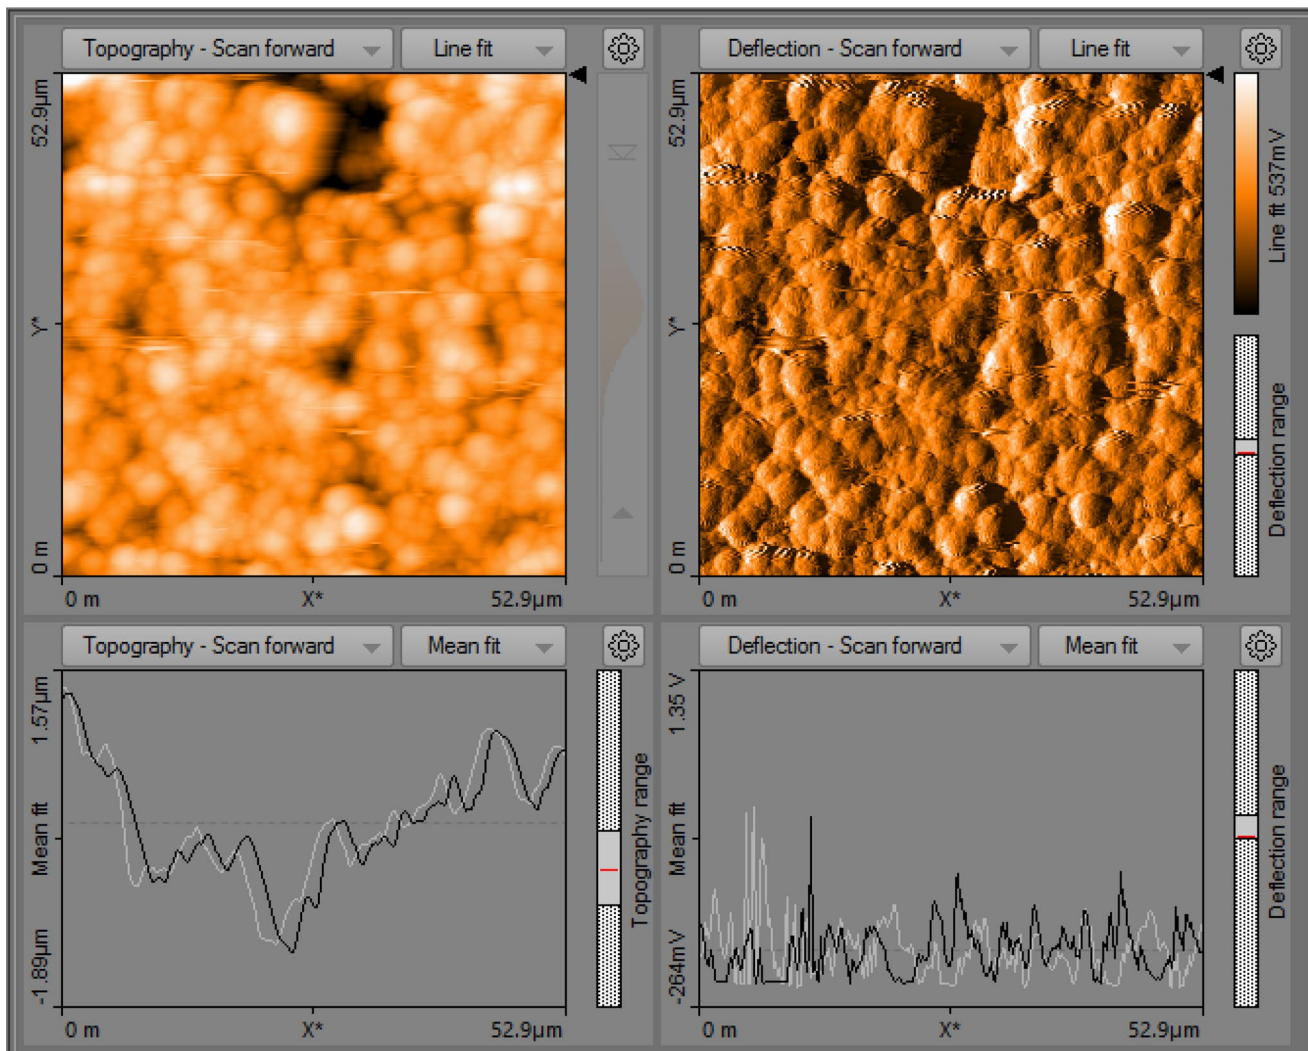 Topography - Scan forward
Line fit
52.9µm
Y*
0 m
0 m
X*
52.9µm
Deflection - Scan forward
Line fit
52.9µm
Y*
0 m
0 m
X*
52.9µm
Line fit 537mV
Deflection range
Topography - Scan forward
Mean fit
1.57µm
Mean fit
-1.89µm
0 m
X*
52.9µm
Topography range
Deflection - Scan forward
Mean fit
1.35 V
Mean fit
-264mV
0 m
X*
52.9µm
Deflection range